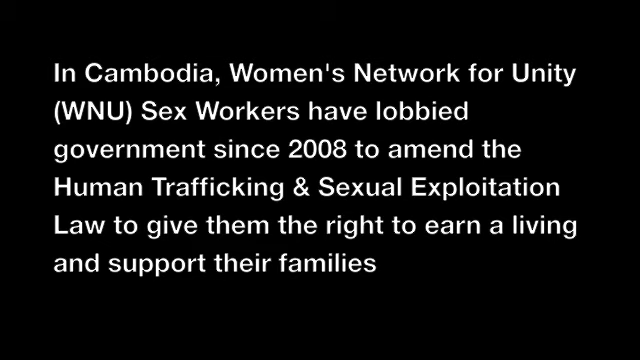 In Cambodia, Women's Network for Unity
(WNU) Sex Workers have lobbied
government since 2008 to amend the
Human Trafficking & Sexual Exploitation
Law to give them the right to earn a living
and support their families